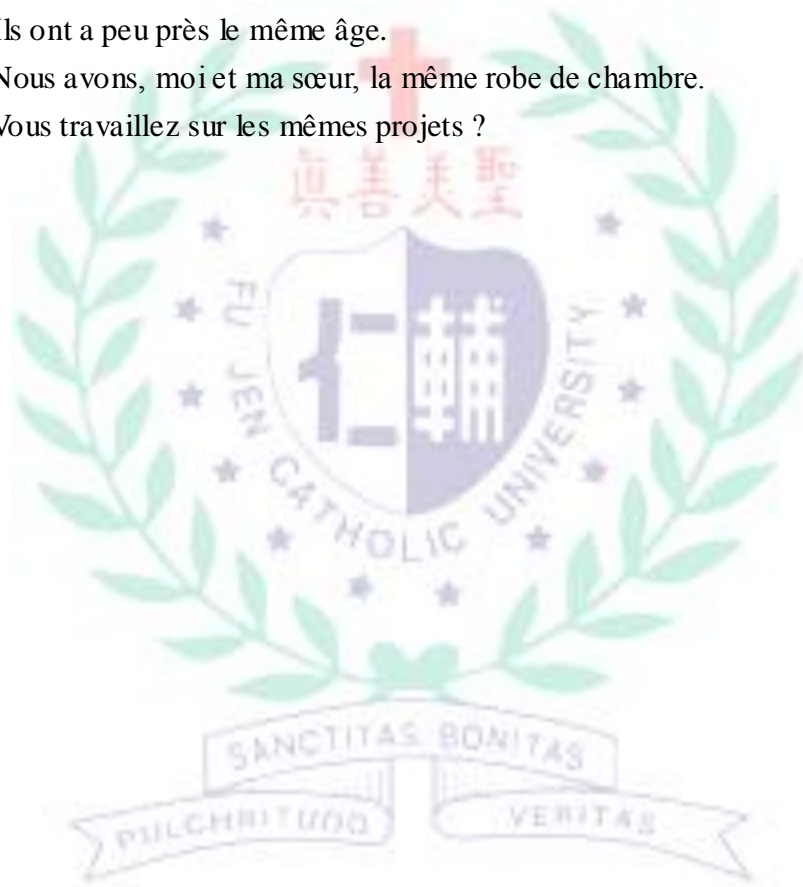 Ils ont a peu près le même âge.
Nous avons, moi et ma sœur, la même robe de chambre.
Vous travaillez sur les mêmes projets ?
真善美聖
仁輔
FU JEN CATHOLIC UNIVERSITY
SANCTITAS BONITAS
PULCHRITUDO VERITAS